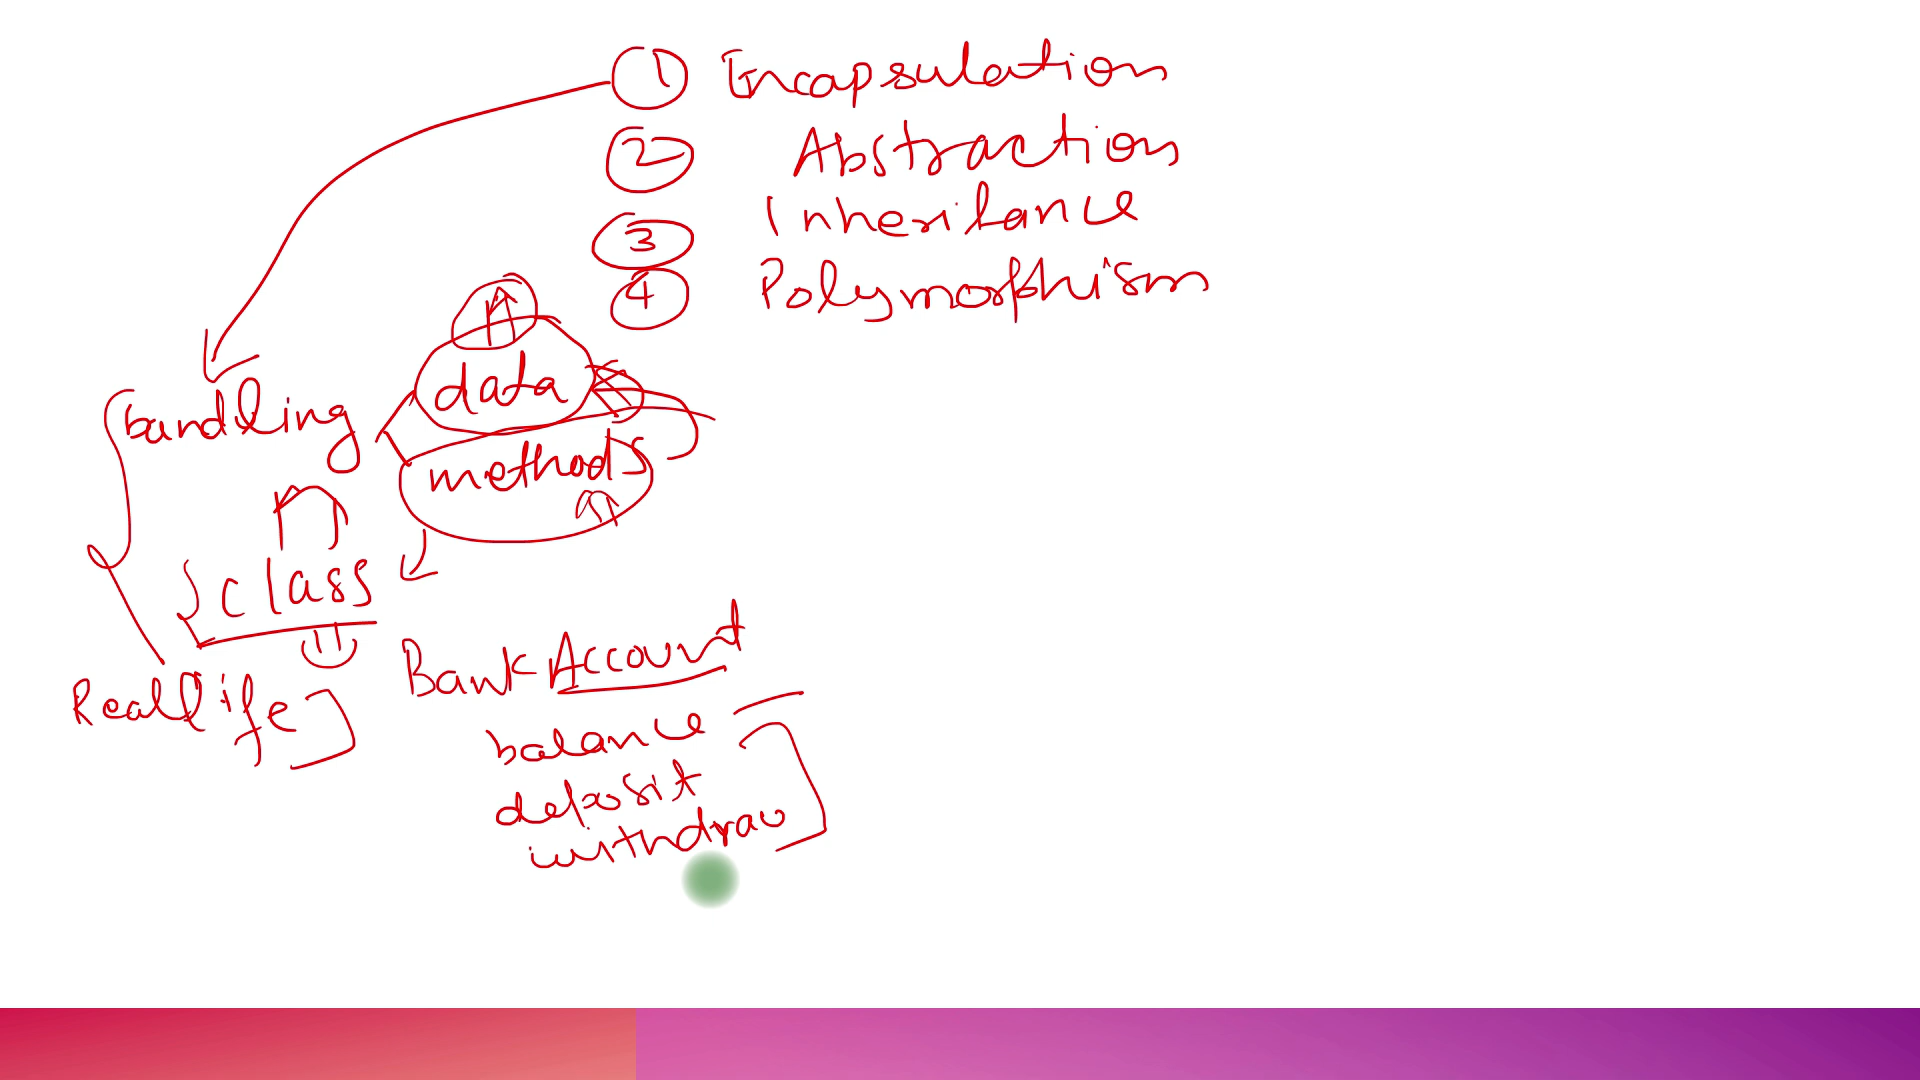 1 Encapsulation
2 Abstraction
3 Inheritance
4 Polymorphism
bundling data
methods
class
Real life
Bank Account
balance
deposit
withdraw